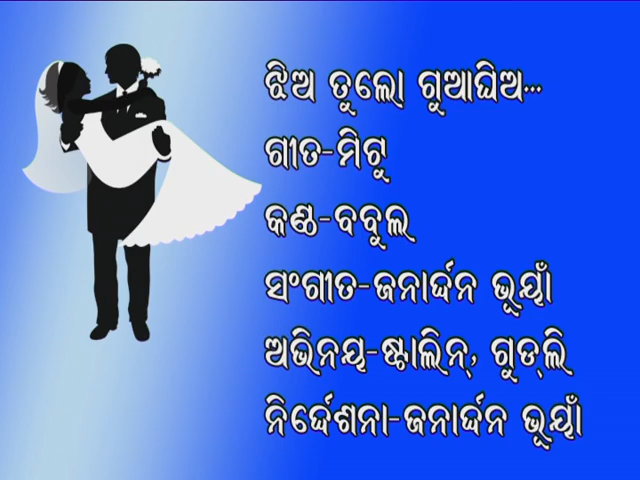 ଝିଅ ତୁଲୋ ଗୁଆଘିଅ...
ଗୀତ-ମିଟୁ
କଣ୍ଠ-ବବୁଲ
ସଂଗୀତ-ଜନାର୍ଦ୍ଦନ ଭୂୟାଁ
ଅଭିନୟ-ଷ୍ଟାଲିନ୍, ଗୁଡ୍‌ଲି
ନିର୍ଦ୍ଦେଶନା-ଜନାର୍ଦ୍ଦନ ଭୂୟାଁ